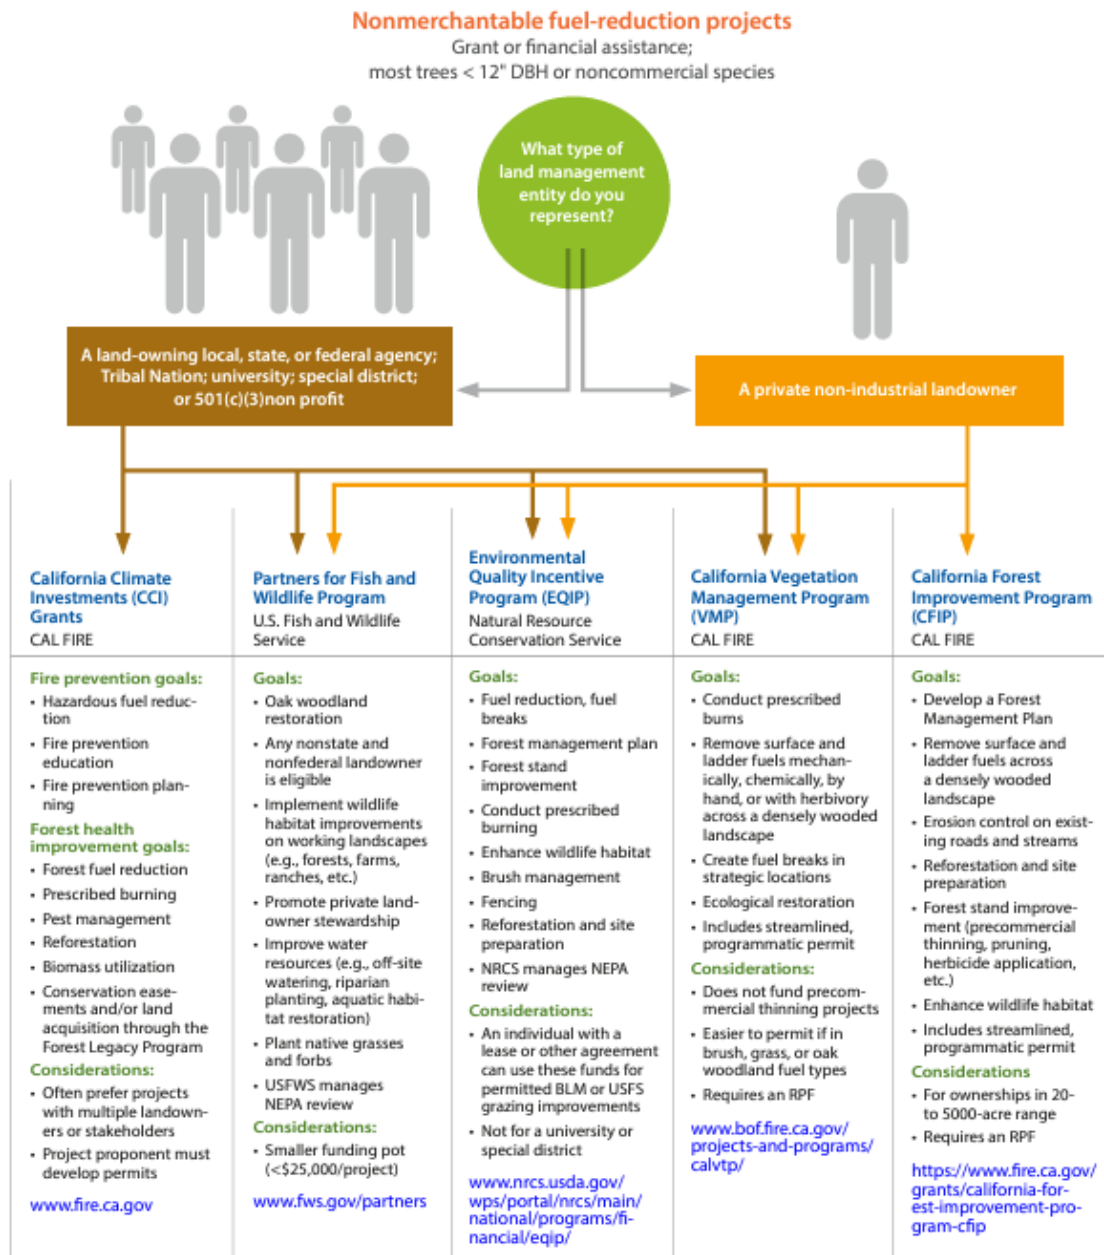 Nonmerchantable fuel-reduction projects
Grant or financial assistance;
most trees < 12" DBH or noncommercial species
What type of
land management
entity do you
represent?
A land-owning local, state, or federal agency;
Tribal Nation; university; special district;
or 501(c)(3)non profit
A private non-industrial landowner
California Climate
Investments (CCI)
Grants
CAL FIRE
Fire prevention goals:
• Hazardous fuel reduc-
tion
• Fire prevention
education
• Fire prevention plan-
ning
Forest health
improvement goals:
• Forest fuel reduction
• Prescribed burning
• Pest management
• Reforestation
• Biomass utilization
• Conservation ease-
ments and/or land
acquisition through the
Forest Legacy Program
Considerations:
• Often prefer projects
with multiple landown-
ers or stakeholders
• Project proponent must
develop permits
www.fire.ca.gov
Partners for Fish and
Wildlife Program
U.S. Fish and Wildlife
Service
Goals:
• Oak woodland
restoration
• Any nonstate and
nonfederal landowner
is eligible
• Implement wildlife
habitat improvements
on working landscapes
(e.g., forests, farms,
ranches, etc.)
• Promote private land-
owner stewardship
• Improve water
resources (e.g., off-site
watering, riparian
planting, aquatic habi-
tat restoration)
• Plant native grasses
and forbs
• USFWS manages
NEPA review
Considerations:
• Smaller funding pot
(<$25,000/project)
www.fws.gov/partners
Environmental
Quality Incentive
Program (EQIP)
Natural Resource
Conservation Service
Goals:
• Fuel reduction, fuel
breaks
• Forest management plan
• Forest stand
improvement
• Conduct prescribed
burning
• Enhance wildlife habitat
• Brush management
• Fencing
• Reforestation and site
preparation
• NRCS manages NEPA
review
Considerations:
• An individual with a
lease or other agreement
can use these funds for
permitted BLM or USFS
grazing improvements
• Not for a university or
special district
www.nrcs.usda.gov/
wps/portal/nrcs/main/
national/programs/fi-
nancial/eqip/
California Vegetation
Management Program
(VMP)
CAL FIRE
Goals:
• Conduct prescribed
burns
• Remove surface and
ladder fuels mechan-
ically, chemically, by
hand, or with herbivory
across a densely wooded
landscape
• Create fuel breaks in
strategic locations
• Ecological restoration
• Includes streamlined,
programmatic permit
Considerations:
• Does not fund precom-
mercial thinning projects
• Easier to permit if in
brush, grass, or oak
woodland fuel types
• Requires an RPF
www.bof.fire.ca.gov/
projects-and-programs/
calvtp/
California Forest
Improvement Program
(CFIP)
CAL FIRE
Goals:
• Develop a Forest
Management Plan
• Remove surface and
ladder fuels across
a densely wooded
landscape
• Erosion control on exist-
ing roads and streams
• Reforestation and site
preparation
• Forest stand improve-
ment (precommercial
thinning, pruning,
herbicide application,
etc.)
• Enhance wildlife habitat
• Includes streamlined,
programmatic permit
Considerations
• For ownerships in 20-
to 5000-acre range
• Requires an RPF
https://www.fire.ca.gov/
grants/california-for-
est-improvement-pro-
gram-cfip